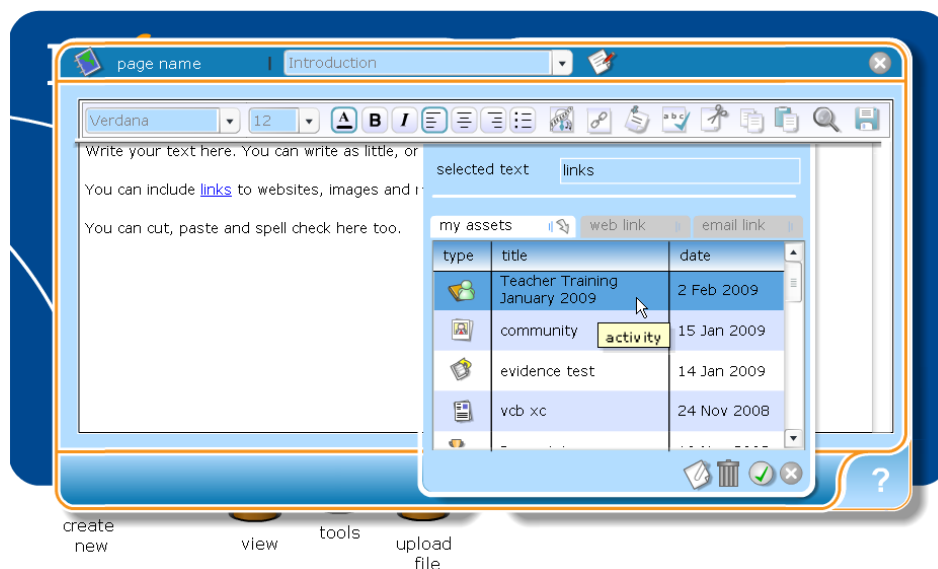 page name
Introduction
Verdana
12
A B I
abc
Write your text here. You can write as little, or
You can include links to websites, images and
You can cut, paste and spell check here too.
selected text
links
my assets
web link
email link
type title date
Teacher Training
January 2009
2 Feb 2009
community
15 Jan 2009
activity
evidence test
14 Jan 2009
vcb xc
24 Nov 2008
?
create
new
view
tools
upload
file